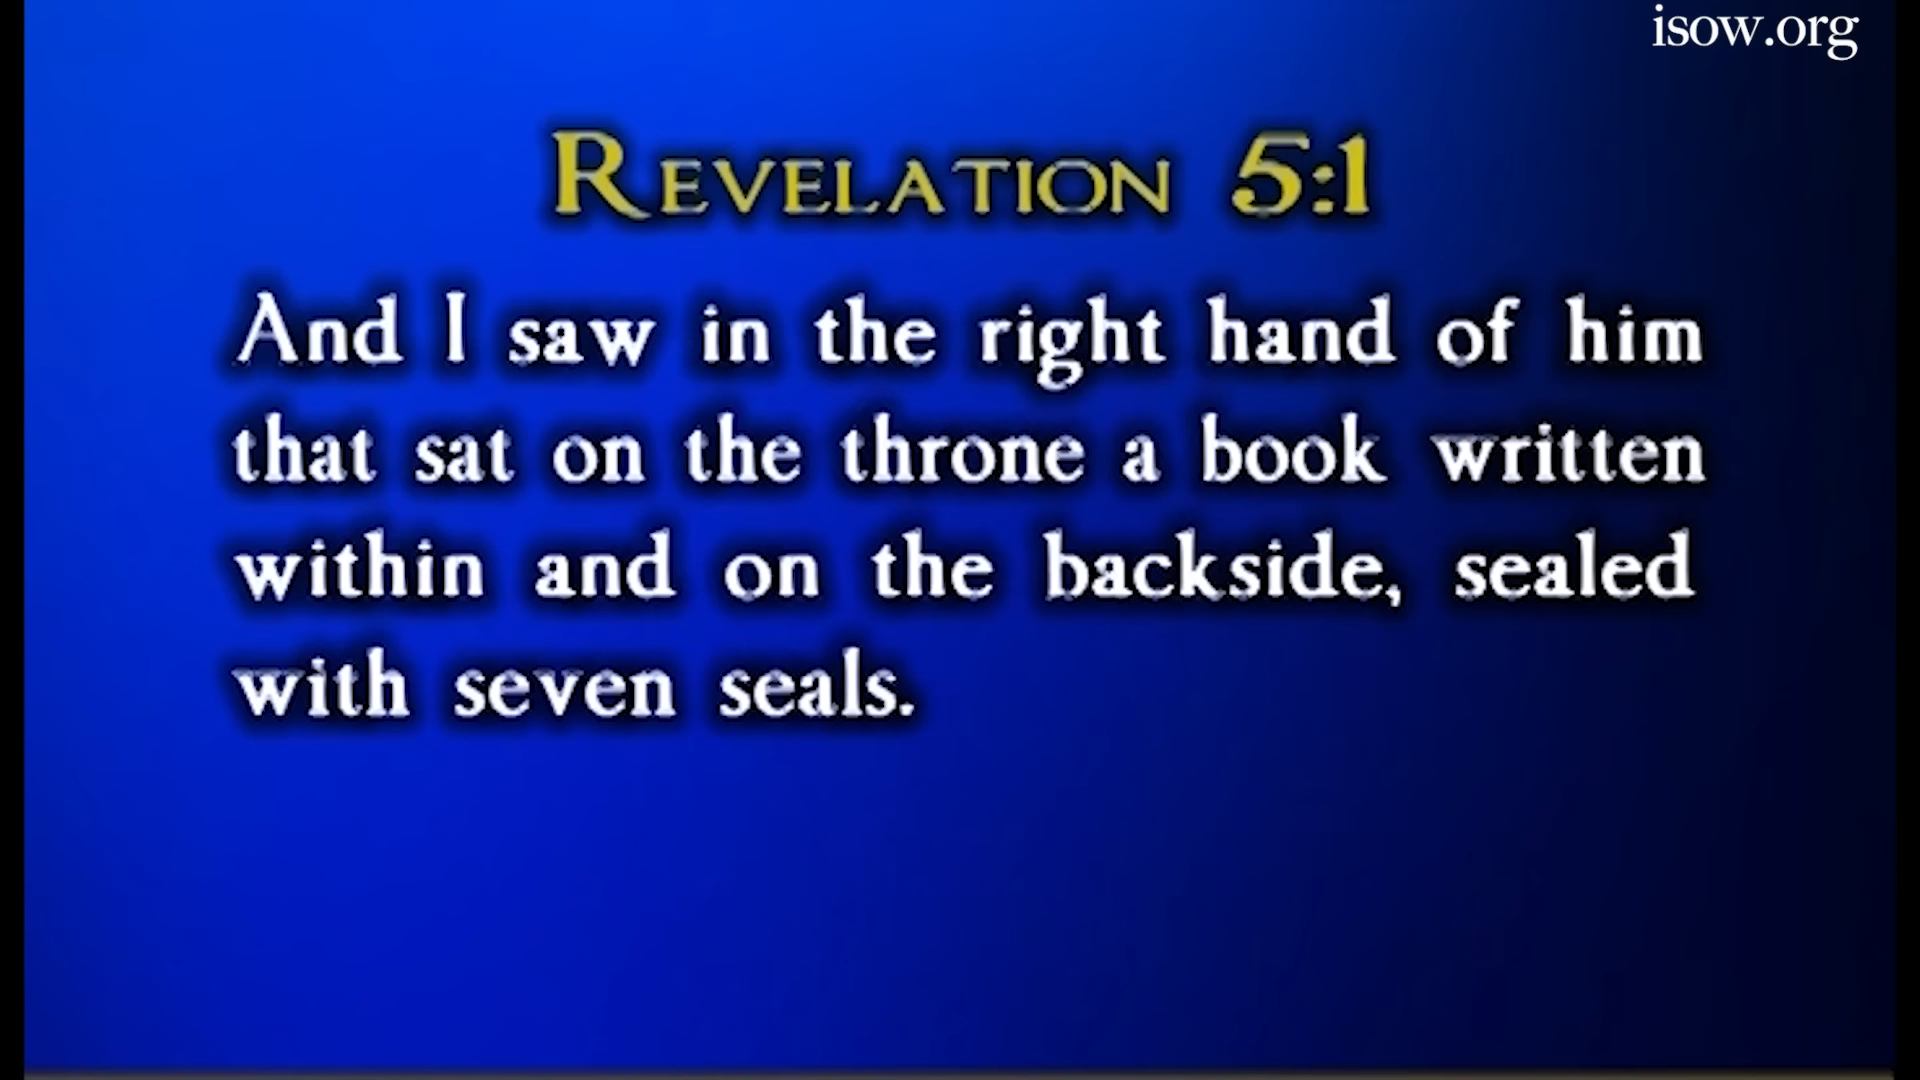 isow.org
REVELATION 5:1
And I saw in the right hand of him
that sat on the throne a book written
within and on the backside, sealed
with seven seals.